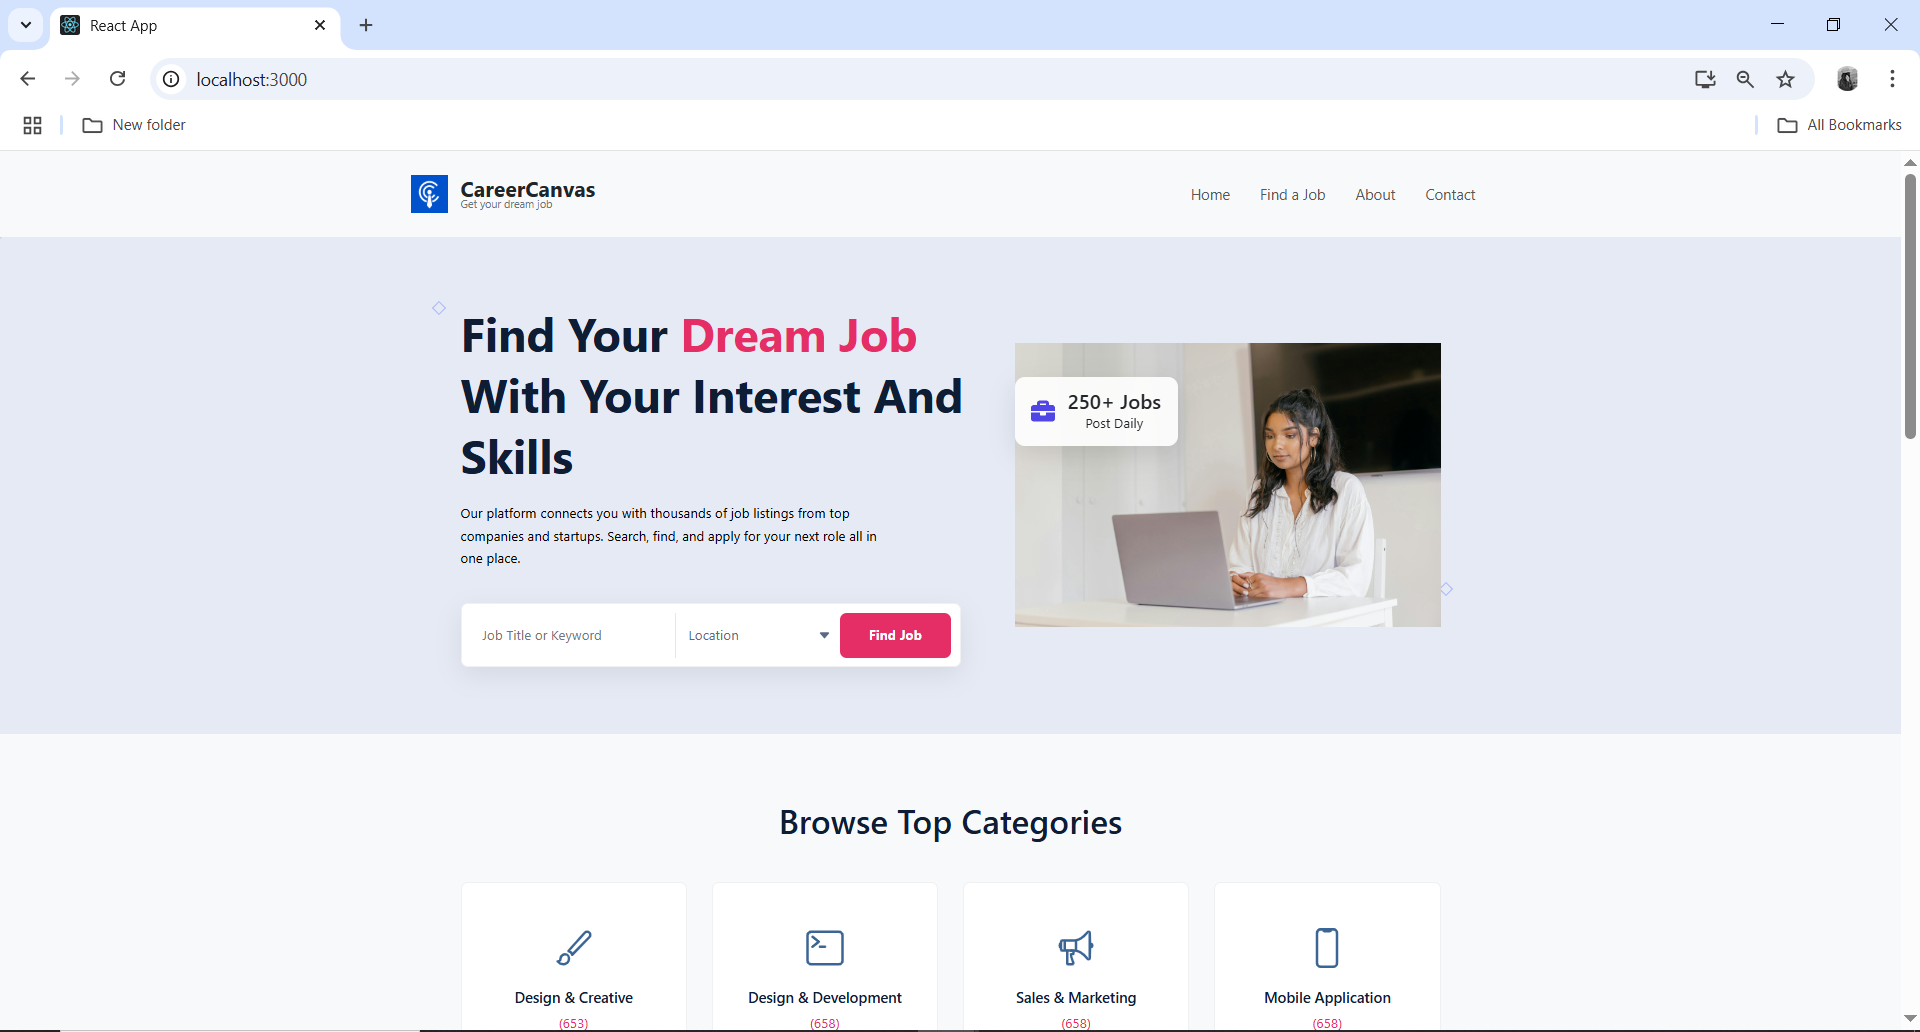 React App
localhost:3000
New folder
All Bookmarks
CareerCanvas
Get your dream job
Home
Find a Job
About
Contact
Find Your Dream Job
With Your Interest And
Skills
250+ Jobs
Post Daily
Our platform connects you with thousands of job listings from top
companies and startups. Search, find, and apply for your next role all in
one place.
Job Title or Keyword
Location
Find Job
Browse Top Categories
Design & Creative
(653)
Design & Development
(658)
Sales & Marketing
(658)
Mobile Application
(658)